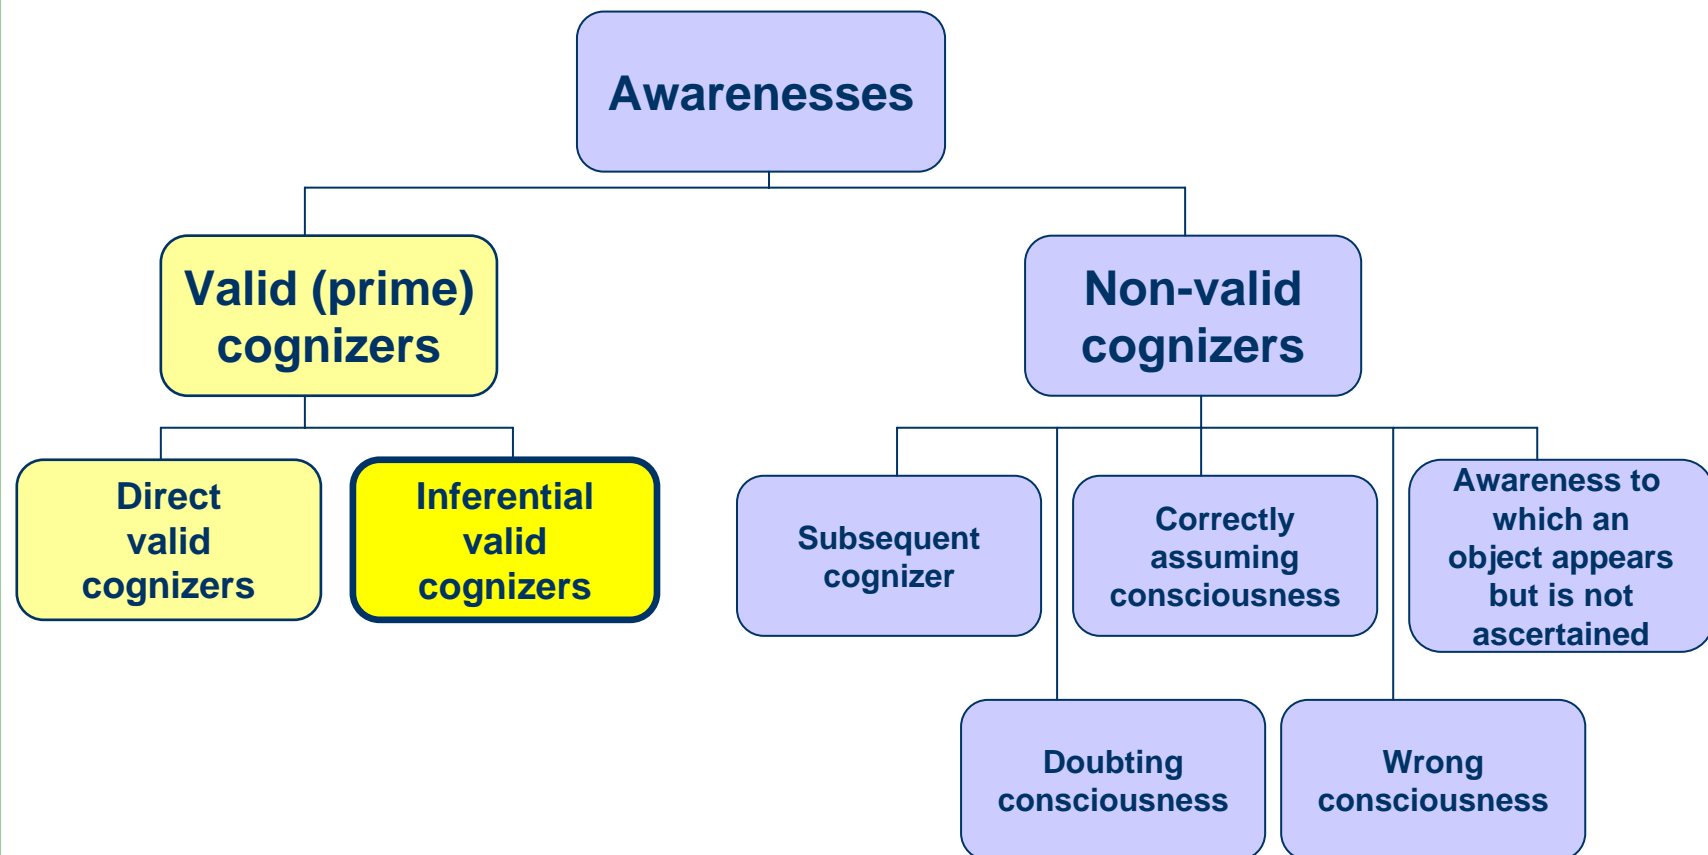 Awarenesses
Valid (prime)
cognizers
Non-valid
cognizers
Direct
valid
cognizers
Inferential
valid
cognizers
Subsequent
cognizer
Correctly
assuming
consciousness
Awareness to
which an
object appears
but is not
ascertained
Doubting
consciousness
Wrong
consciousness